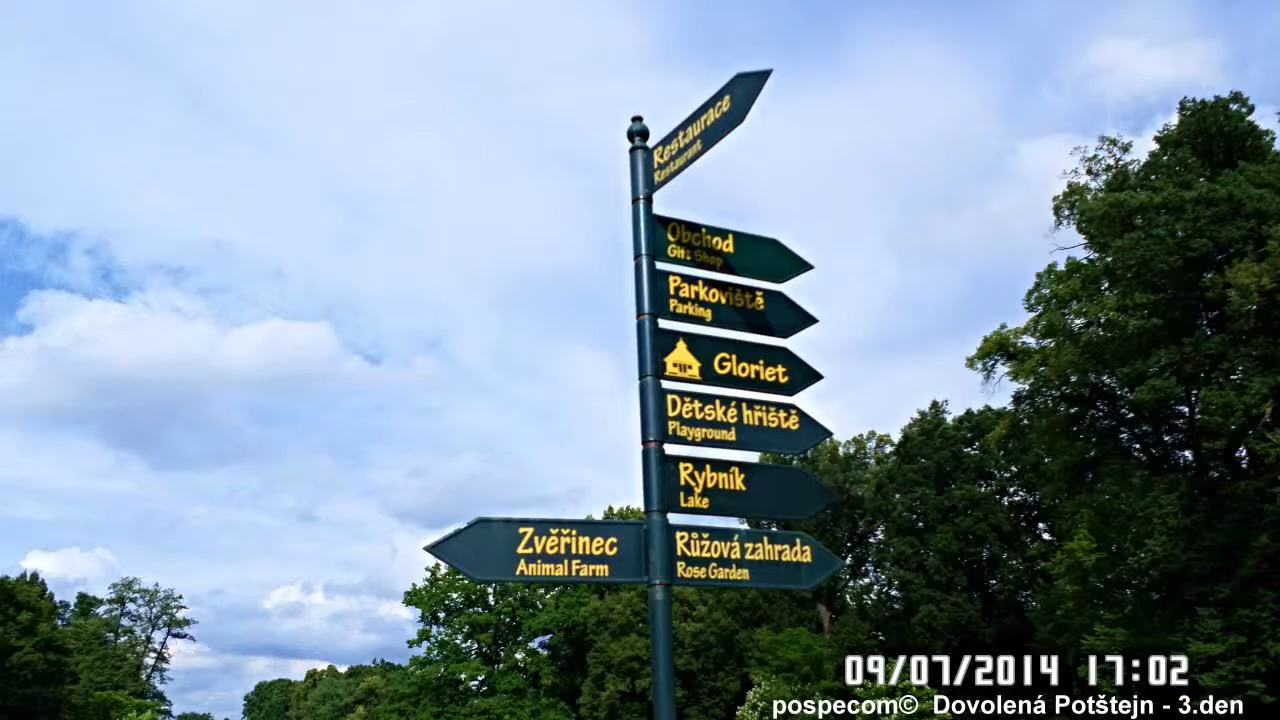 Restaurace
Restaurant
Obchod
Gift Shop
Parkoviště
Parking
Gloriet
Dětské hřiště
Playground
Rybník
Lake
Zvěřinec
Animal Farm
Růžová zahrada
Rose Garden
09/07/2014 17:02
pospecom© Dovolená Potštejn - 3.den